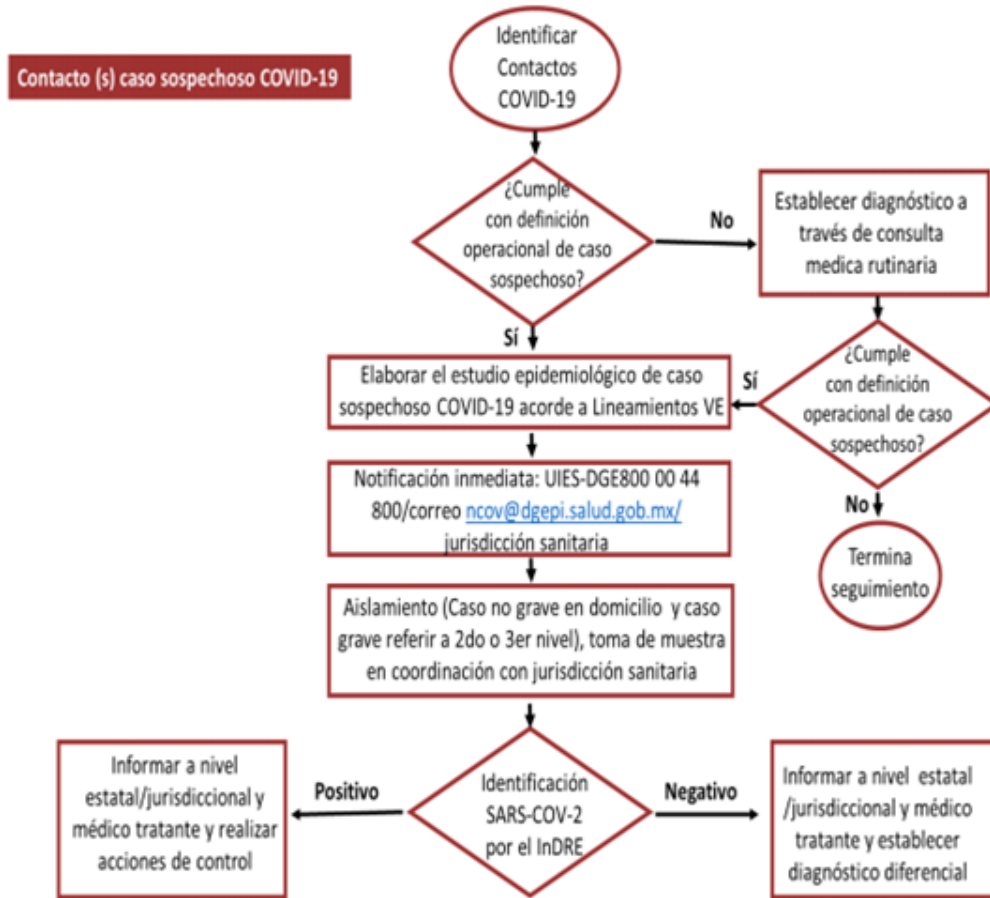 Contacto (s) caso sospechoso COVID-19
Identificar
Contactos
COVID-19
¿Cumple
con definición
operacional de caso
sospechoso?
No
Establecer diagnóstico a
través de consulta
medica rutinaria
Sí
¿Cumple
con definición
operacional de caso
sospechoso?
Sí
No
Termina
seguimiento
Elaborar el estudio epidemiológico de caso
sospechoso COVID-19 acorde a Lineamientos VE
Notificación inmediata: UIES-DGE800 00 44
800/correo ncov@dgepi.salud.gob.mx/
jurisdicción sanitaria
Aislamiento (Caso no grave en domicilio y caso
grave referir a 2do o 3er nivel), toma de muestra
en coordinación con jurisdicción sanitaria
Identificación
SARS-COV-2
por el InDRE
Positivo
Informar a nivel
estatal/jurisdiccional y
médico tratante y realizar
acciones de control
Negativo
Informar a nivel estatal
/jurisdiccional y médico
tratante y establecer
diagnóstico diferencial